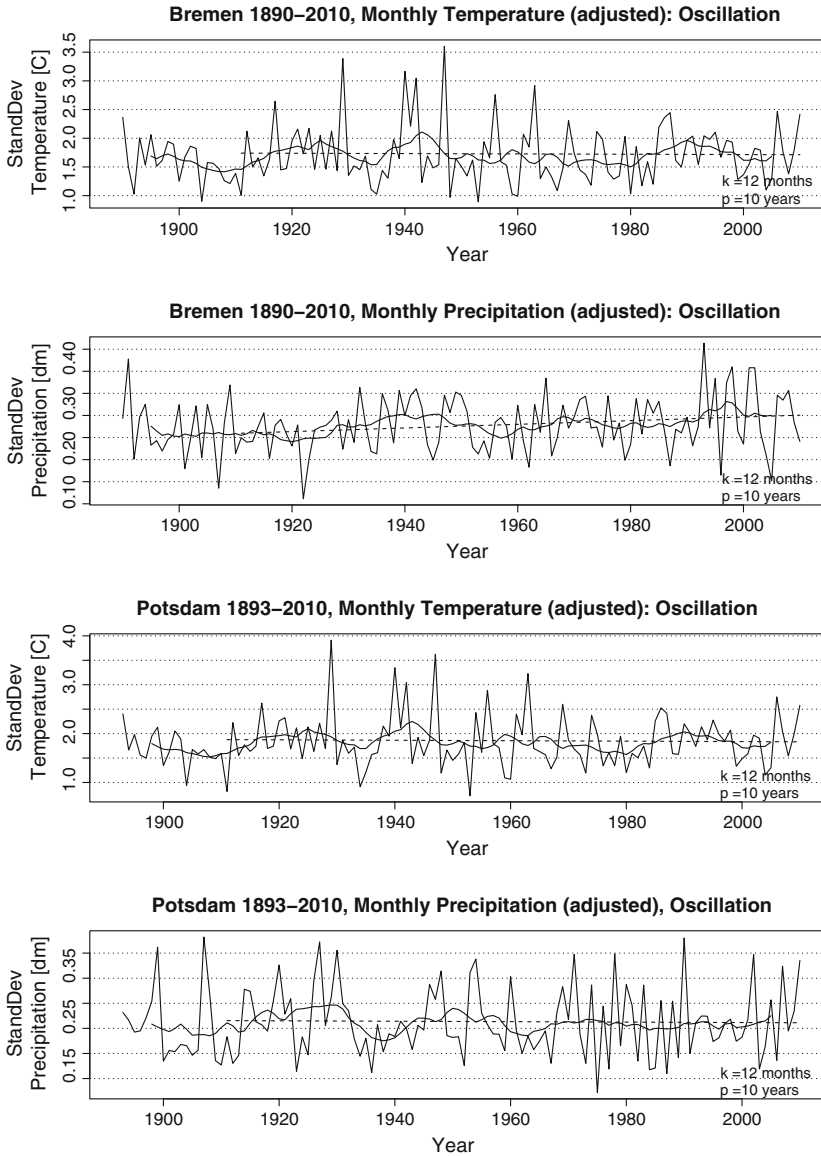 Bremen 1890–2010, Monthly Temperature (adjusted): Oscillation
StandDev
Temperature [C]
3.5
3.0
2.5
2.0
1.5
1.0
k =12 months
p =10 years
1900 1920 1940 1960 1980 2000
Year
Bremen 1890–2010, Monthly Precipitation (adjusted): Oscillation
StandDev
Precipitation [dm]
0.40
0.30
0.20
0.10
k =12 months
p =10 years
1900 1920 1940 1960 1980 2000
Year
Potsdam 1893–2010, Monthly Temperature (adjusted): Oscillation
StandDev
Temperature [C]
4.0
3.0
2.0
1.0
k =12 months
p =10 years
1900 1920 1940 1960 1980 2000
Year
Potsdam 1893–2010, Monthly Precipitation (adjusted), Oscillation
StandDev
Precipitation [dm]
0.35
0.25
0.15
k =12 months
p =10 years
1900 1920 1940 1960 1980 2000
Year